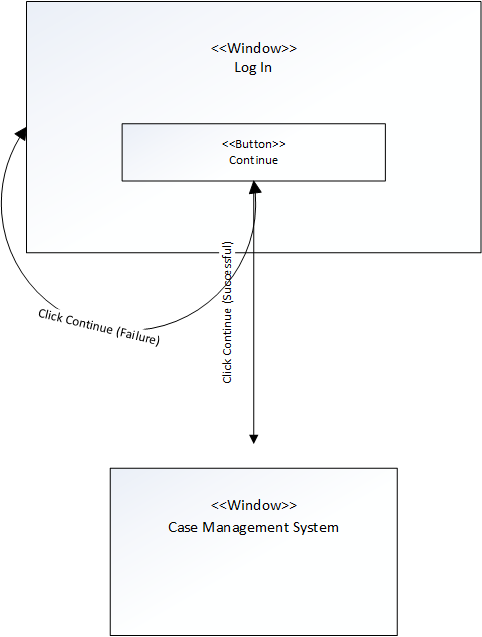 <<Window>>
Log In
<<Button>>
Continue
Click Continue (Successful)
Click Continue (Failure)
<<Window>>
Case Management System